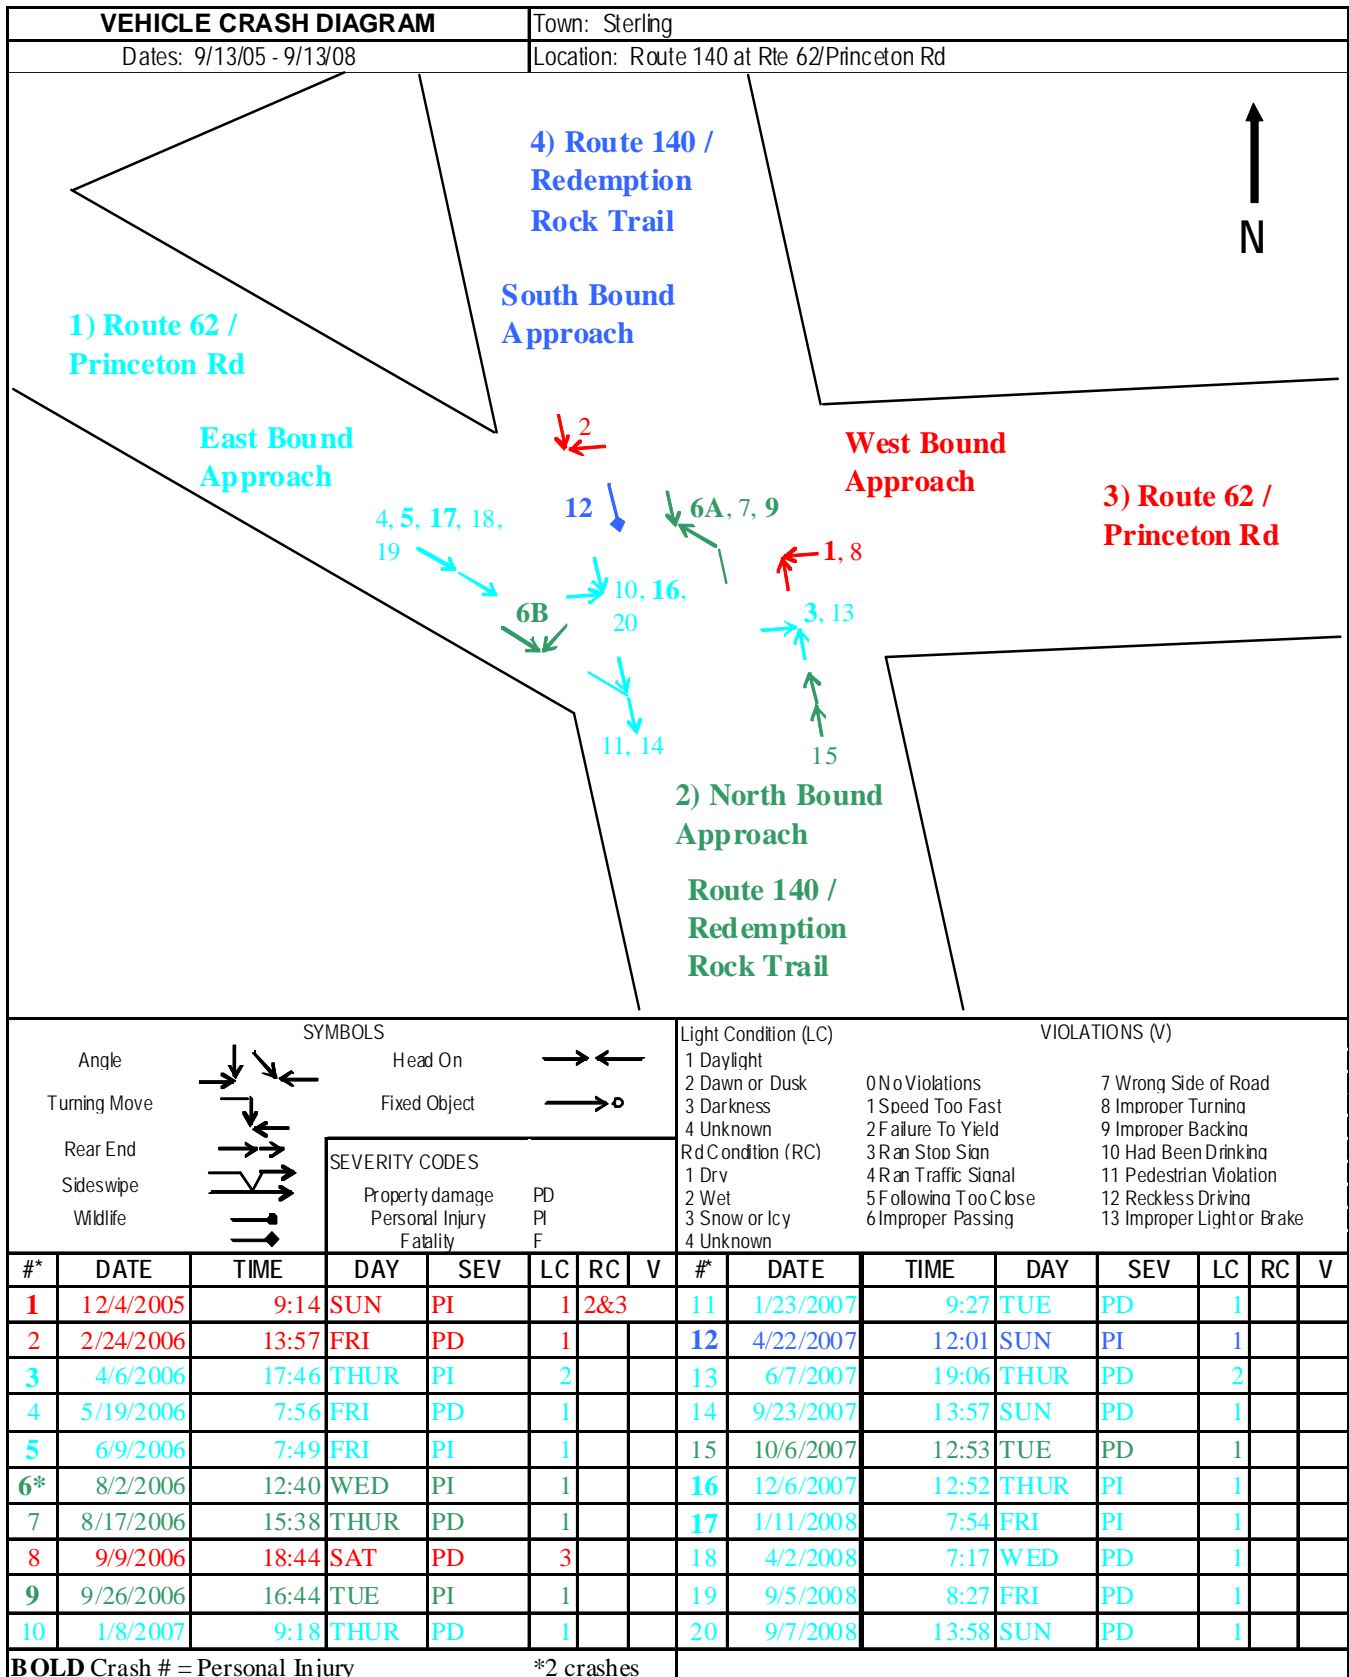 VEHICLE CRASH DIAGRAM
Town: Sterling
Dates: 9/13/05 - 9/13/08
Location: Route 140 at Rte 62/Princeton Rd
4) Route 140 /
Redemption
Rock Trail
N
South Bound
Approach
1) Route 62 /
Princeton Rd
East Bound
Approach
2
West Bound
Approach
3) Route 62 /
Princeton Rd
12
6A, 7, 9
4, 5, 17, 18,
19
1, 8
10, 16,
20
6B
3, 13
11, 14
15
2) North Bound
Approach
Route 140 /
Redemption
Rock Trail
SYMBOLS
Angle
Head On
Turning Move
Fixed Object
Rear End
Sideswipe
Wildlife
SEVERITY CODES
Property damage PD
Personal Injury PI
Fatality F
Light Condition (LC)
1 Daylight
2 Dawn or Dusk
3 Darkness
4 Unknown
Rd Condition (RC)
1 Dry
2 Wet
3 Snow or Icy
4 Unknown
VIOLATIONS (V)
0 No Violations
1 Speed Too Fast
2 Failure To Yield
3 Ran Stop Sign
4 Ran Traffic Signal
5 Following Too Close
6 Improper Passing
7 Wrong Side of Road
8 Improper Turning
9 Improper Backing
10 Had Been Drinking
11 Pedestrian Violation
12 Reckless Driving
13 Improper Light or Brake
#* DATE TIME DAY SEV LC RC V #* DATE TIME DAY SEV LC RC V
1 12/4/2005 9:14 SUN PI 1 2&3 11 1/23/2007 9:27 TUE PD 1
2 2/24/2006 13:57 FRI PD 1 12 4/22/2007 12:01 SUN PI 1
3 4/6/2006 17:46 THUR PI 2 13 6/7/2007 19:06 THUR PD 2
4 5/19/2006 7:56 FRI PD 1 14 9/23/2007 13:57 SUN PD 1
5 6/9/2006 7:49 FRI PI 1 15 10/6/2007 12:53 TUE PD 1
6* 8/2/2006 12:40 WED PI 1 16 12/6/2007 12:52 THUR PI 1
7 8/17/2006 15:38 THUR PD 1 17 1/11/2008 7:54 FRI PI 1
8 9/9/2006 18:44 SAT PD 3 18 4/2/2008 7:17 WED PD 1
9 9/26/2006 16:44 TUE PI 1 19 9/5/2008 8:27 FRI PD 1
10 1/8/2007 9:18 THUR PD 1 20 9/7/2008 13:58 SUN PD 1
BOLD Crash # = Personal Injury *2 crashes